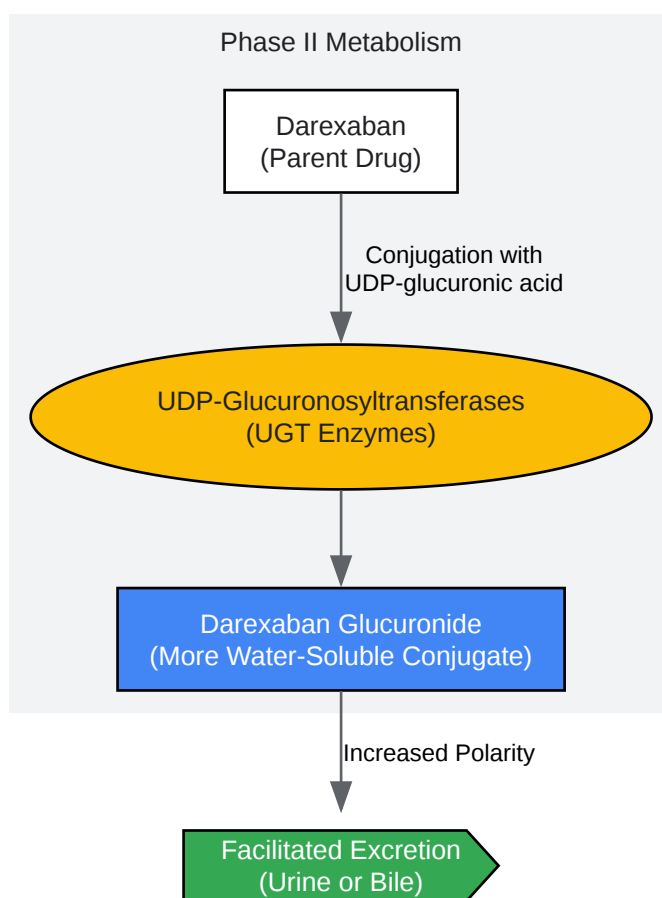 Phase II Metabolism
Darexaban
(Parent Drug)
Conjugation with
UDP-glucuronic acid
UDP-Glucuronosyltransferases
(UGT Enzymes)
Darexaban Glucuronide
(More Water-Soluble Conjugate)
Increased Polarity
Facilitated Excretion
(Urine or Bile)